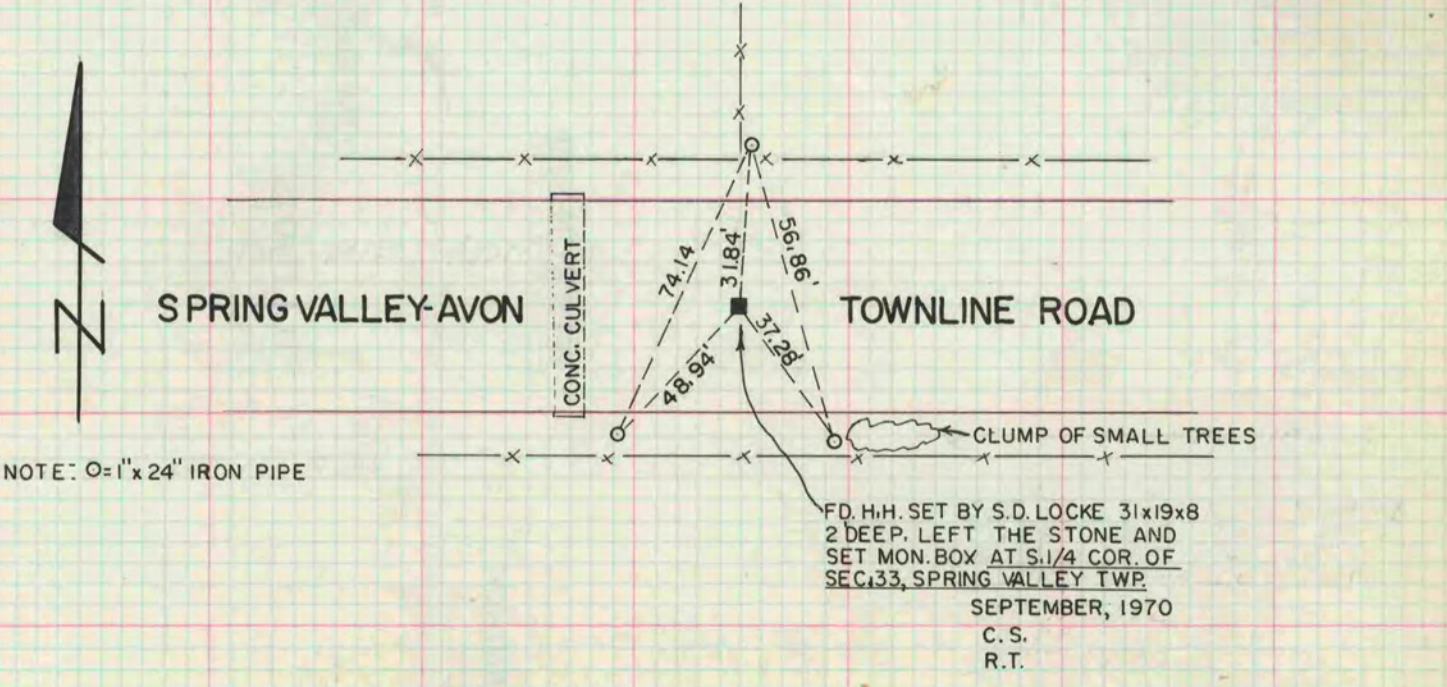 N
SPRING VALLEY-AVON
CONC. CULVERT
74.14
31.84'
56.86'
48.94'
37.28'
TOWNLINE ROAD
CLUMP OF SMALL TREES
NOTE: O=1"x 24" IRON PIPE
FD. H.H. SET BY S.D. LOCKE 31x19x8
2' DEEP. LEFT THE STONE AND
SET MON. BOX AT S.1/4 COR. OF
SEC.33, SPRING VALLEY TWP.
SEPTEMBER, 1970
C.S.
R.T.